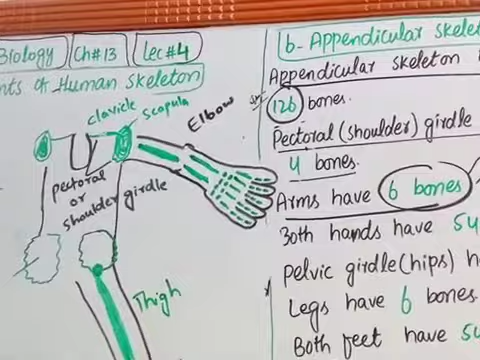 Biology Ch#13 Lec#4
nts of Human Skeleton
clavicle
scapula
Elbow
pectoral
or
shoulder girdle
Thigh
b- Appendicular skelet
Appendicular skeleton
126 bones.
Pectoral (shoulder) girdle
4 bones.
Arms have 6 bones
Both hands have 54
Pelvic girdle (hips) h
Legs have 6 bones
Both feet have